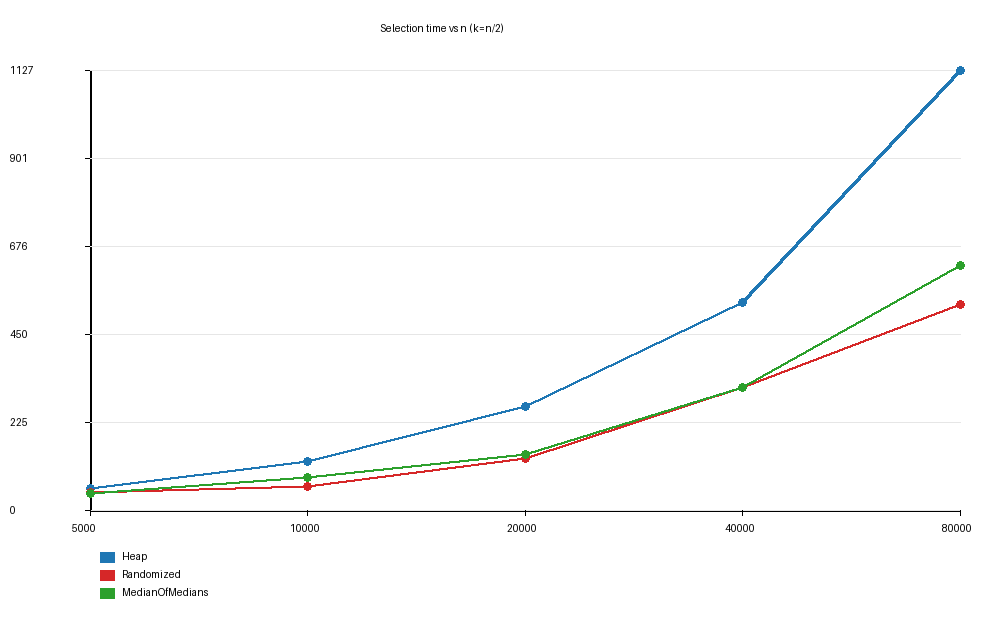 Selection time vs n (k=n/2)
1127
901
676
450
225
0
5000 10000 20000 40000 80000
Heap
Randomized
MedianOfMedians